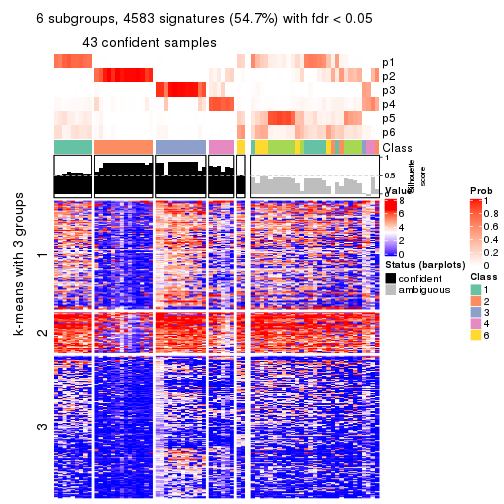 6 subgroups, 4583 signatures (54.7%) with fdr < 0.05
43 confident samples
p1
p2
p3
p4
p5
p6
Class
1
0.5
0
Silhouette
score
k-means with 3 groups
1
2
3
Value
8
6
4
2
0
Status (barplots)
confident
ambiguous
Prob
1
0.8
0.6
0.4
0.2
0
Class
1
2
3
4
6